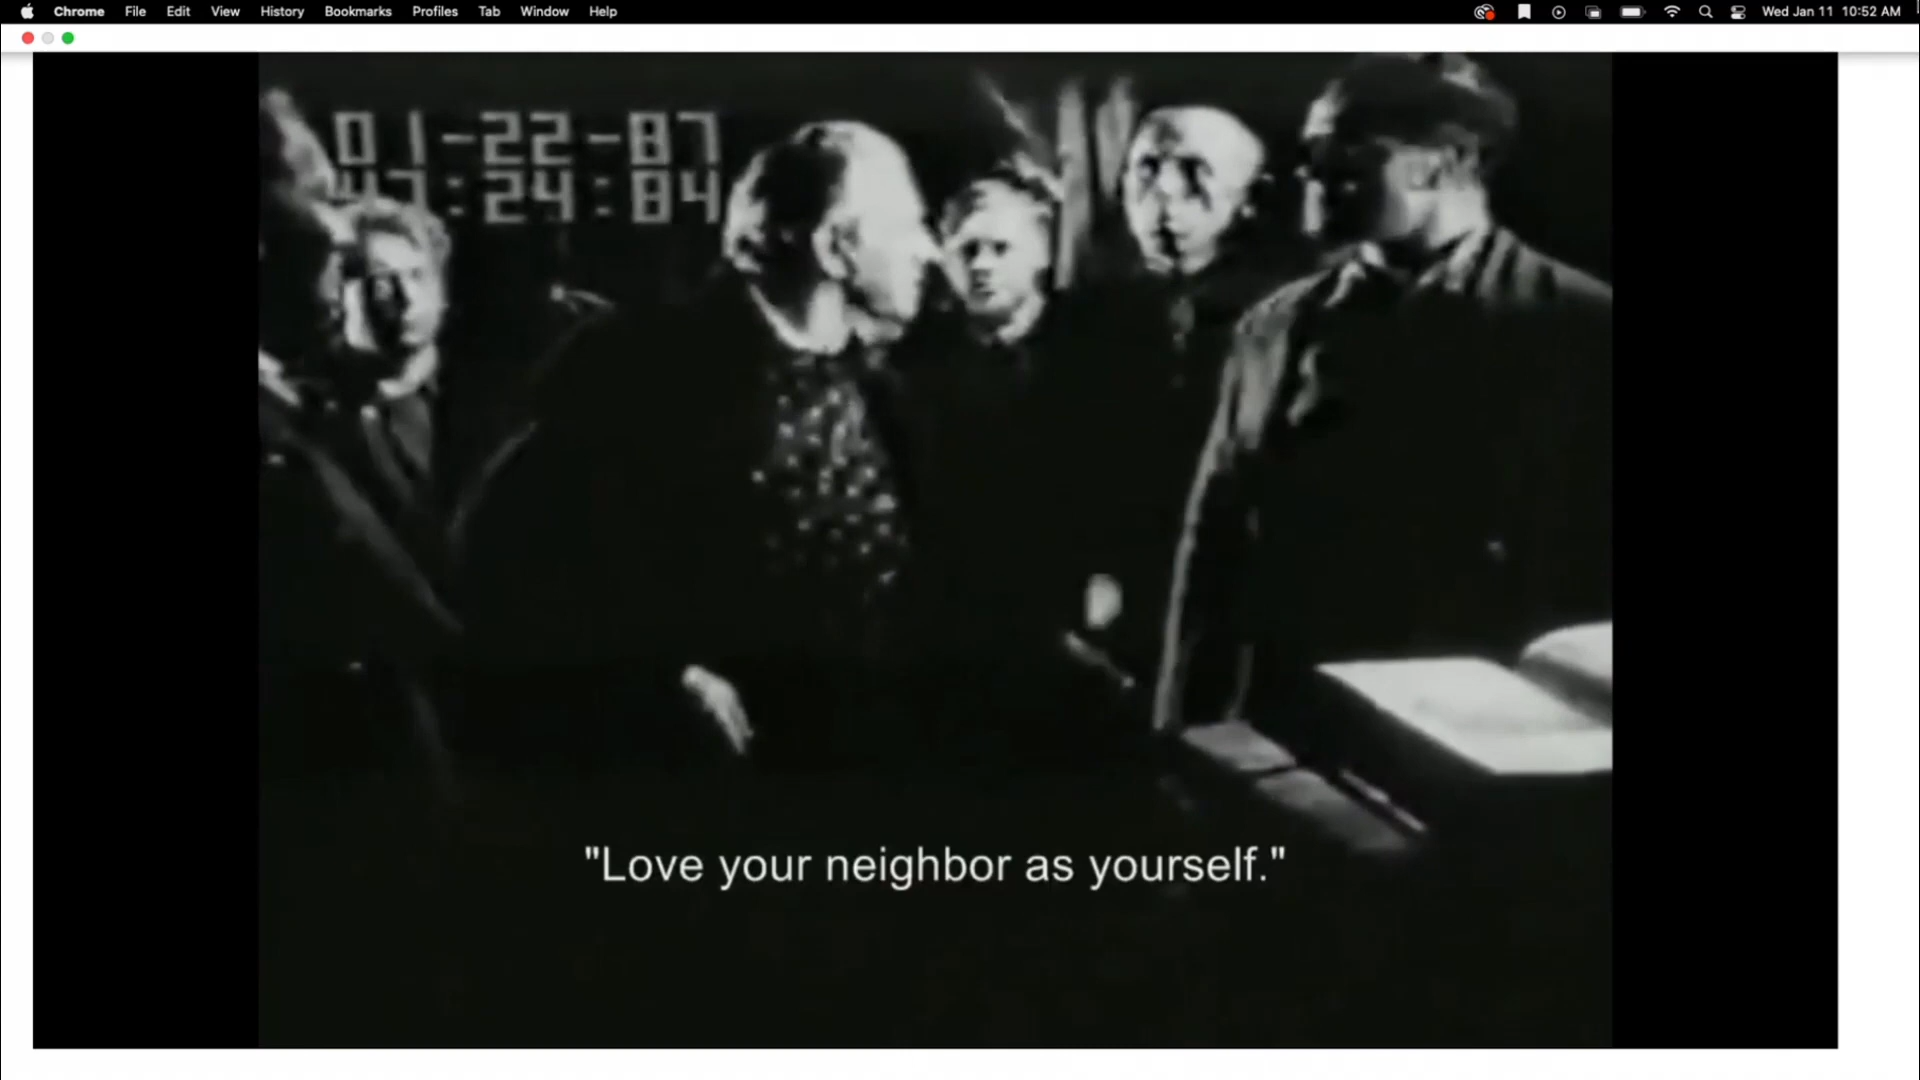 Chrome File Edit View History Bookmarks Profiles Tab Window Help Wed Jan 11 10:52 AM
01-22-87
47:24:84
"Love your neighbor as yourself."